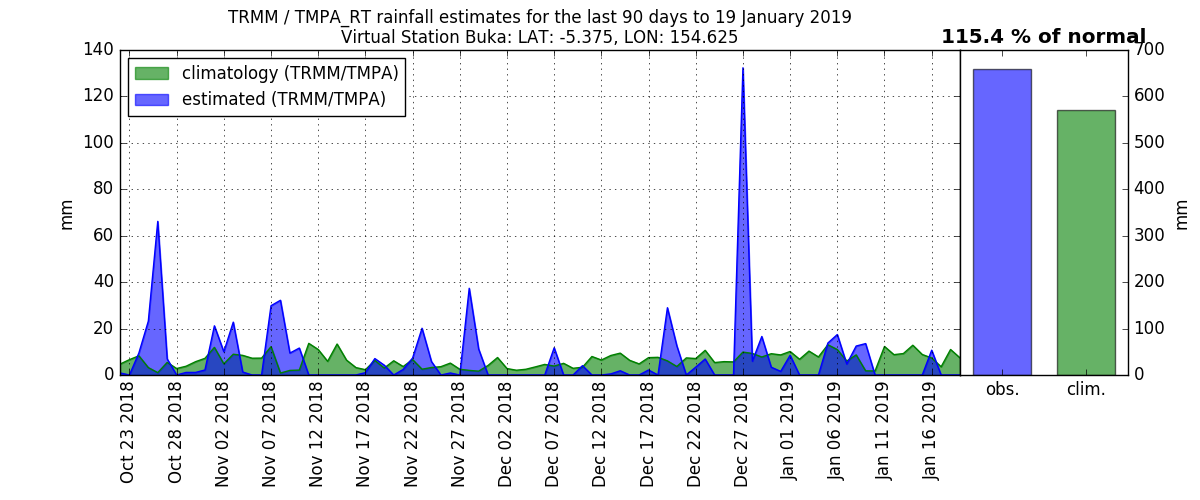 TRMM / TMPA_RT rainfall estimates for the last 90 days to 19 January 2019
Virtual Station Buka: LAT: -5.375, LON: 154.625
115.4 % of normal
climatology (TRMM/TMPA)
estimated (TRMM/TMPA)
140
120
100
80
60
40
20
0
mm
Oct 23 2018
Oct 28 2018
Nov 02 2018
Nov 07 2018
Nov 12 2018
Nov 17 2018
Nov 22 2018
Nov 27 2018
Dec 02 2018
Dec 07 2018
Dec 12 2018
Dec 17 2018
Dec 22 2018
Dec 27 2018
Jan 01 2019
Jan 06 2019
Jan 11 2019
Jan 16 2019
obs.
clim.
700
600
500
400
300
200
100
0
mm